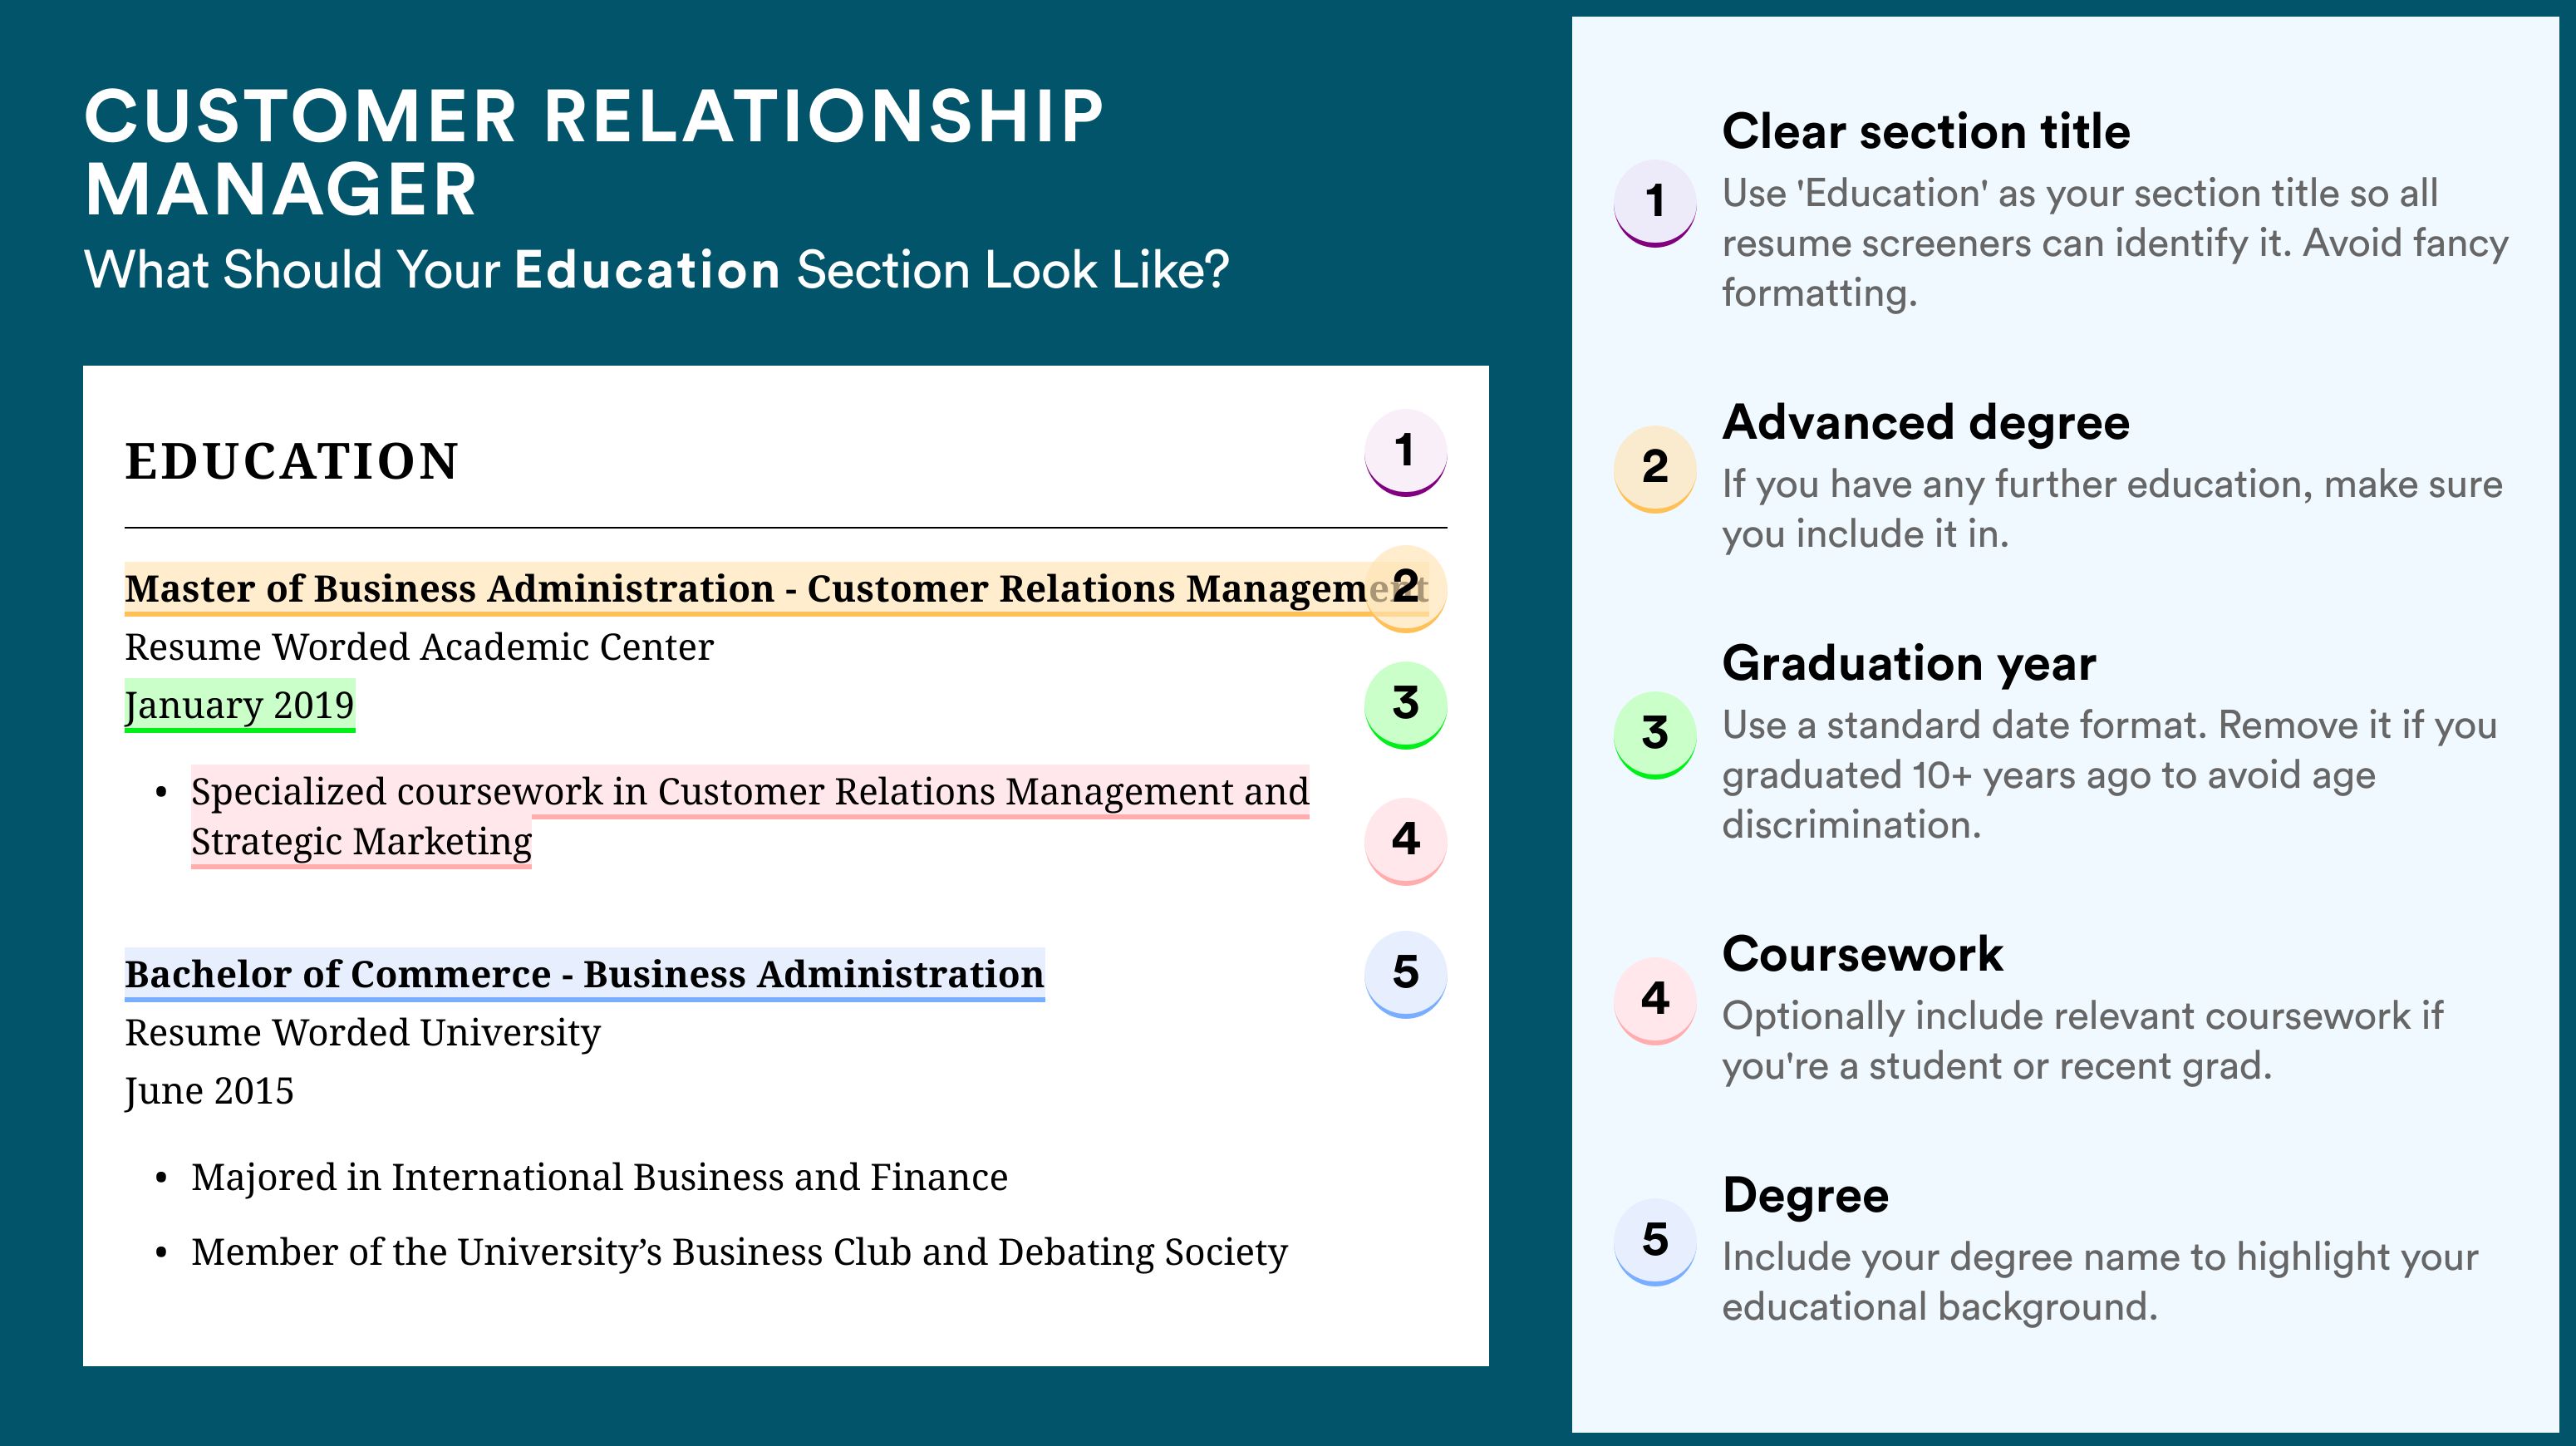 CUSTOMER RELATIONSHIP
MANAGER
What Should Your Education Section Look Like?
EDUCATION
1
Master of Business Administration - Customer Relations Management
2
Resume Worded Academic Center
January 2019
3
• Specialized coursework in Customer Relations Management and
Strategic Marketing
4
Bachelor of Commerce - Business Administration
5
Resume Worded University
June 2015
• Majored in International Business and Finance
• Member of the University’s Business Club and Debating Society
1
Clear section title
Use 'Education' as your section title so all
resume screeners can identify it. Avoid fancy
formatting.
2
Advanced degree
If you have any further education, make sure
you include it in.
3
Graduation year
Use a standard date format. Remove it if you
graduated 10+ years ago to avoid age
discrimination.
4
Coursework
Optionally include relevant coursework if
you're a student or recent grad.
5
Degree
Include your degree name to highlight your
educational background.